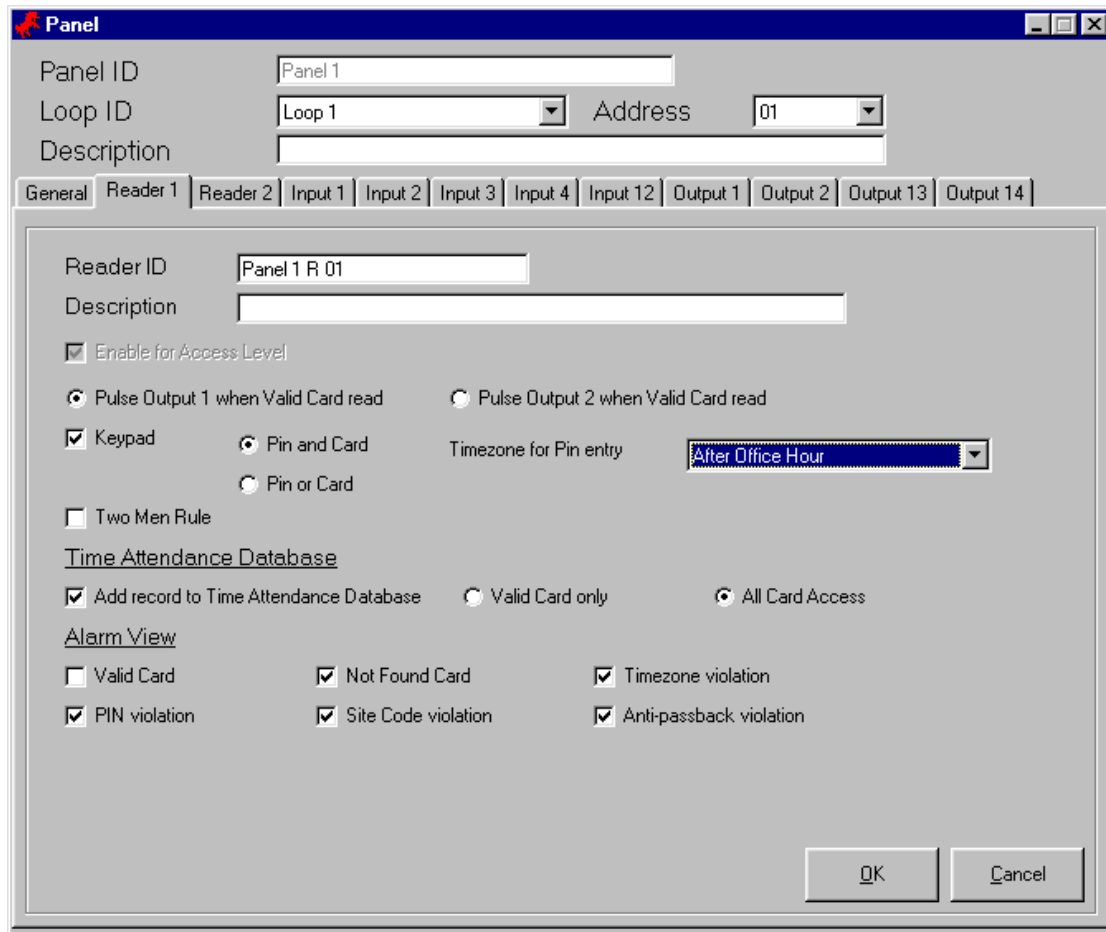 Panel
Panel ID Panel 1
Loop ID Loop 1 Address 01
Description
General Reader 1 Reader 2 Input 1 Input 2 Input 3 Input 4 Input 12 Output 1 Output 2 Output 13 Output 14
Reader ID Panel 1 R 01
Description
Enable for Access Level
Pulse Output 1 when Valid Card read Pulse Output 2 when Valid Card read
Keypad Pin and Card Timezone for Pin entry After Office Hour
Pin or Card
Two Men Rule
Time Attendance Database
Add record to Time Attendance Database Valid Card only All Card Access
Alarm View
Valid Card Not Found Card Timezone violation
PIN violation Site Code violation Anti-passback violation
OK Cancel